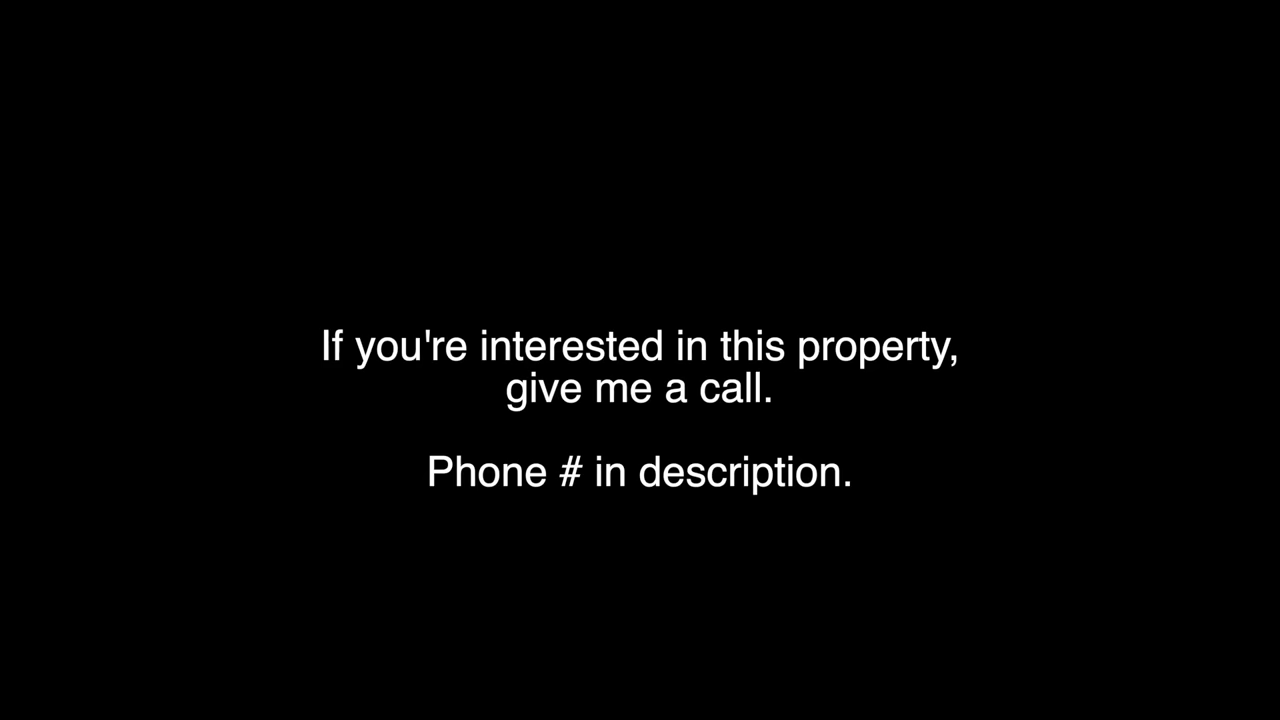 If you're interested in this property,
give me a call.
Phone # in description.